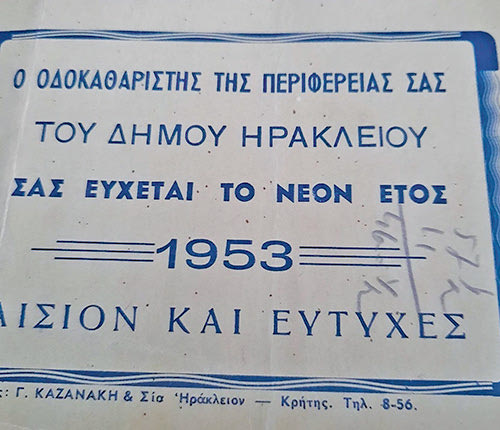 Ο ΟΔΟΚΑΘΑΡΙΣΤΗΣ ΤΗΣ ΠΕΡΙΦΕΡΕΙΑΣ ΣΑΣ
ΤΟΥ ΔΗΜΟΥ ΗΡΑΚΛΕΙΟΥ
ΣΑΣ ΕΥΧΕΤΑΙ ΤΟ ΝΕΟΝ ΕΤΟΣ
1953
ΑΙΣΙΟΝ ΚΑΙ ΕΥΤΥΧΕΣ
ς: Γ. ΚΑΖΑΝΑΚΗ & Σία Ἡράκλειον — Κρήτης. Τηλ. 8-56.